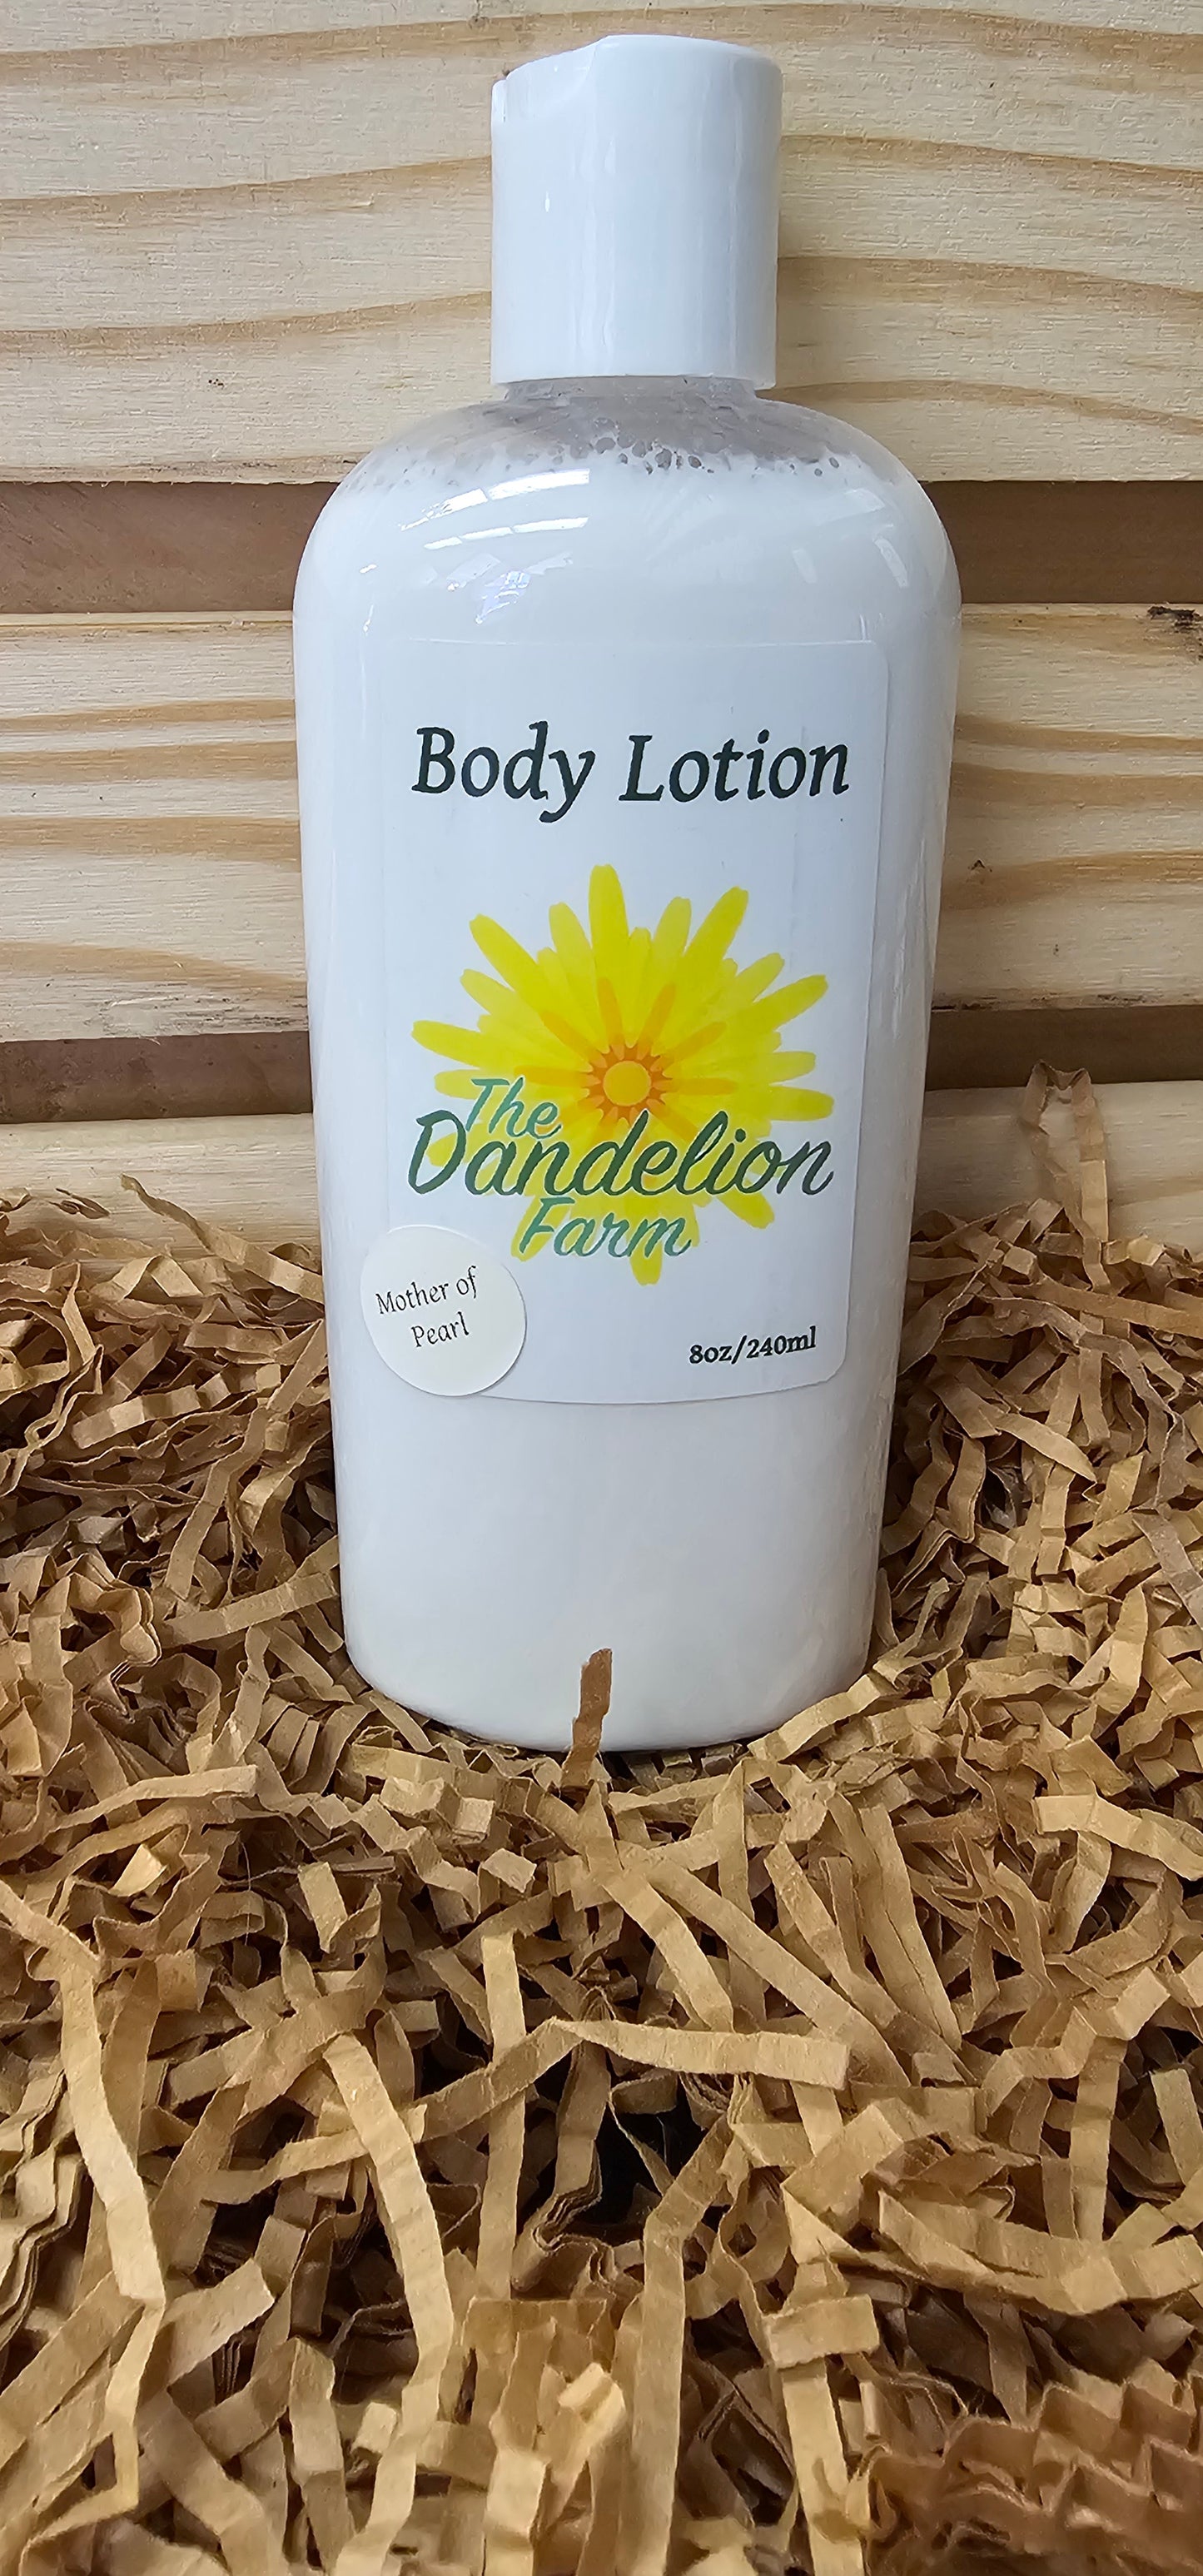 Body Lotion
The
Dandelion
Farm
Mother of
Pearl
8oz/240ml